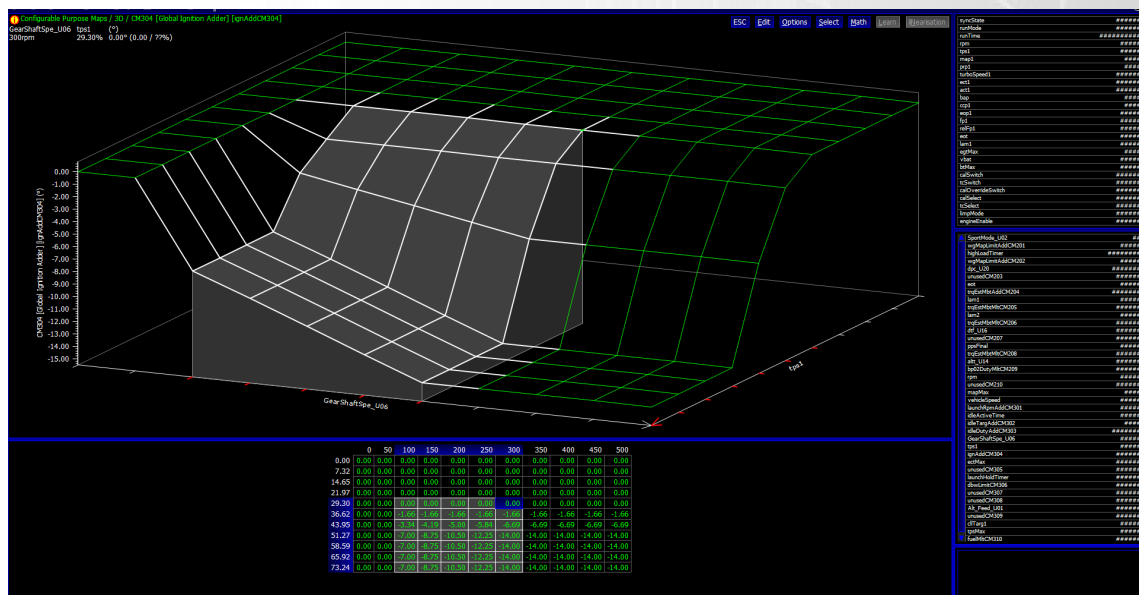 Configurable Purpose Maps / 3D / CM304 [Global Ignition Adder] [ignAddCM304]
GearShaftSpe_U06 tps1 (°)
300rpm 29.30% 0.00° (0.00 / ??%)
ESC Edit Options Select Math Learn linearisation
0.00
-1.00
-2.00
-3.00
-4.00
-5.00
-6.00
-7.00
-8.00
-9.00
-10.00
-11.00
-12.00
-13.00
-14.00
-15.00
CM304 [Global Ignition Adder] [ignAddCM304] (°)
GearShaftSpe_U06
tps1
0 50 100 150 200 250 300 350 400 450 500
0.00 0.00 0.00 0.00 0.00 0.00 0.00 0.00 0.00 0.00 0.00 0.00
7.32 0.00 0.00 0.00 0.00 0.00 0.00 0.00 0.00 0.00 0.00 0.00
14.65 0.00 0.00 0.00 0.00 0.00 0.00 0.00 0.00 0.00 0.00 0.00
21.97 0.00 0.00 0.00 0.00 0.00 0.00 0.00 0.00 0.00 0.00 0.00
29.30 0.00 0.00 0.00 0.00 0.00 0.00 0.00 0.00 0.00 0.00 0.00
36.62 0.00 0.00 -1.66 -1.66 -1.66 -1.66 -1.66 -1.66 -1.66 -1.66 -1.66
43.95 0.00 0.00 -3.34 -4.19 -5.00 -5.84 -6.69 -6.69 -6.69 -6.69 -6.69
51.27 0.00 0.00 -7.00 -8.75 -10.50 -12.25 -14.00 -14.00 -14.00 -14.00 -14.00
58.59 0.00 0.00 -7.00 -8.75 -10.50 -12.25 -14.00 -14.00 -14.00 -14.00 -14.00
65.92 0.00 0.00 -7.00 -8.75 -10.50 -12.25 -14.00 -14.00 -14.00 -14.00 -14.00
73.24 0.00 0.00 -7.00 -8.75 -10.50 -12.25 -14.00 -14.00 -14.00 -14.00 -14.00
syncState ######
runMode ######
runTime ##########
rpm #####
tps1 #####
map1 ####
prp1 ####
turboSpeed1 ######
ect1 ######
act1 ######
bap ####
ccp1 ####
eop1 ####
fp1 #####
relFp1 #####
eot #####
lam1 #####
egtMax ####
vbat #####
btMax #####
calSwitch ######
tcSwitch ######
calOverrideSwitch ######
calSelect ######
tcSelect ######
limpMode ######
engineEnable ######
SportMode_U02 ##
wgMapLimitAddCM201 #####
highLoadTimer ########
wgMapLimitAddCM202 #####
dpc_U20 #######
unusedCM203 ######
eot #####
trqEstMbtAddCM204 ######
lam1 #####
trqEstMbtMltCM205 ######
lam2 #####
trqEstMbtMltCM206 ######
dtf_U16 #####
unusedCM207 ######
ppsFinal #####
trqEstMbtMltCM208 #####
altt_U14 #####
bp02DutyMltCM209 #####
rpm #####
unusedCM210 ######
mapMax ####
vehicleSpeed #####
launchRpmAddCM301 #####
idleActiveTime #####
idleTargAddCM302 ####
idleDutyAddCM303 #######
GearShaftSpe_U06 #####
tps1 #####
ignAddCM304 ######
ectMax ######
unusedCM305 ######
launchHoldTimer ######
dbwLimitCM306 ######
unusedCM307 ######
unusedCM308 ######
Alt_Feed_U01 #####
unusedCM309 ######
clTarg1 #####
tpsMax #####
fuelMltCM310 ######